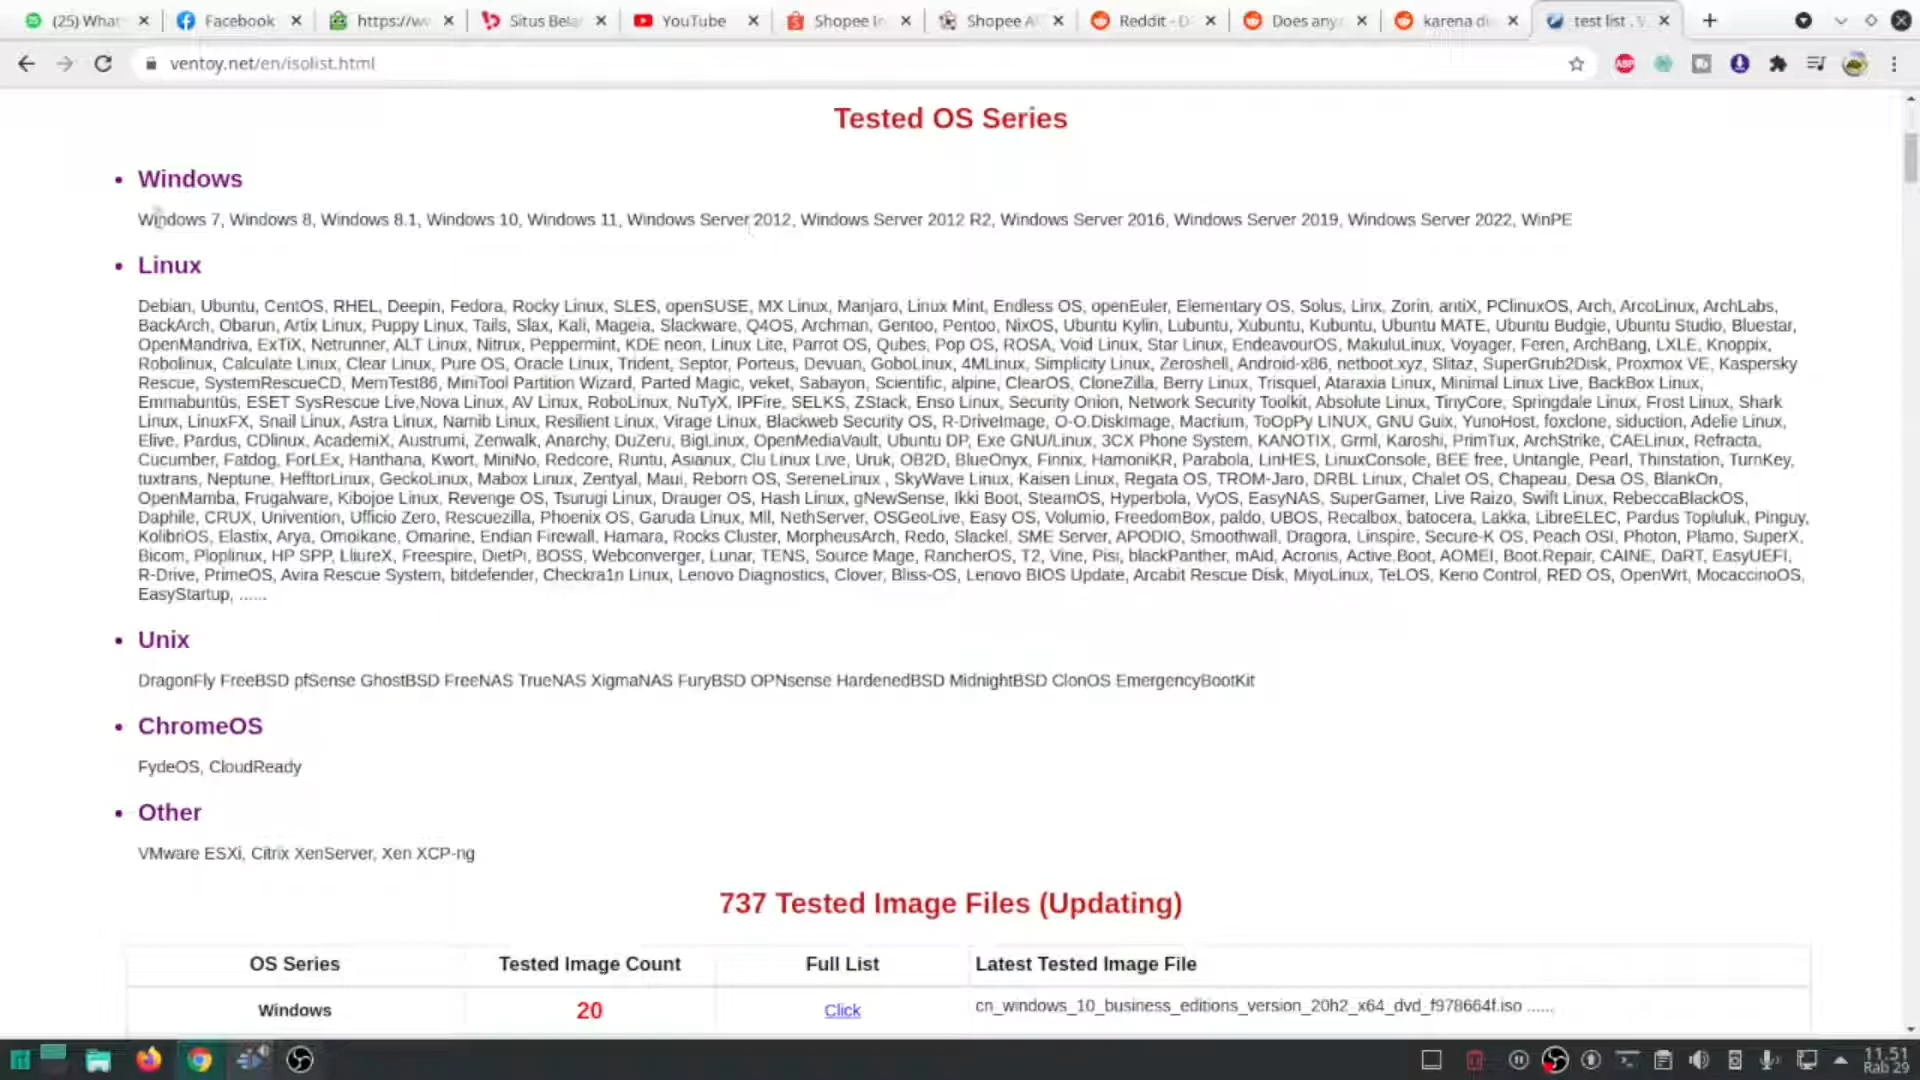 (25) What
Facebook
https://w
Situs Bela
YouTube
Shopee In
Shopee A
Reddit - D
Does any
karena di
test list . V
ventoy.net/en/isolist.html
ABP
Tested OS Series
• Windows
Windows 7, Windows 8, Windows 8.1, Windows 10, Windows 11, Windows Server 2012, Windows Server 2012 R2, Windows Server 2016, Windows Server 2019, Windows Server 2022, WinPE
• Linux
Debian, Ubuntu, CentOS, RHEL, Deepin, Fedora, Rocky Linux, SLES, openSUSE, MX Linux, Manjaro, Linux Mint, Endless OS, openEuler, Elementary OS, Solus, Linx, Zorin, antiX, PClinuxOS, Arch, ArcoLinux, ArchLabs,
BackArch, Obarun, Artix Linux, Puppy Linux, Tails, Slax, Kali, Mageia, Slackware, Q4OS, Archman, Gentoo, Pentoo, NixOS, Ubuntu Kylin, Lubuntu, Xubuntu, Kubuntu, Ubuntu MATE, Ubuntu Budgie, Ubuntu Studio, Bluestar,
OpenMandriva, ExTiX, Netrunner, ALT Linux, Nitrux, Peppermint, KDE neon, Linux Lite, Parrot OS, Qubes, Pop OS, ROSA, Void Linux, Star Linux, EndeavourOS, MakuluLinux, Voyager, Feren, ArchBang, LXLE, Knoppix,
Robolinux, Calculate Linux, Clear Linux, Pure OS, Oracle Linux, Trident, Septor, Porteus, Devuan, GoboLinux, 4MLinux, Simplicity Linux, Zeroshell, Android-x86, netboot.xyz, Slitaz, SuperGrub2Disk, Proxmox VE, Kaspersky
Rescue, SystemRescueCD, MemTest86, MiniTool Partition Wizard, Parted Magic, veket, Sabayon, Scientific, alpine, ClearOS, CloneZilla, Berry Linux, Trisquel, Ataraxia Linux, Minimal Linux Live, BackBox Linux,
Emmabuntüs, ESET SysRescue Live,Nova Linux, AV Linux, RoboLinux, NuTyX, IPFire, SELKS, ZStack, Enso Linux, Security Onion, Network Security Toolkit, Absolute Linux, TinyCore, Springdale Linux, Frost Linux, Shark
Linux, LinuxFX, Snail Linux, Astra Linux, Namib Linux, Resilient Linux, Virage Linux, Blackweb Security OS, R-DriveImage, O-O.DiskImage, Macrium, ToOpPy LINUX, GNU Guix, YunoHost, foxclone, siduction, Adelie Linux,
Elive, Pardus, CDlinux, AcademiX, Austrumi, Zenwalk, Anarchy, DuZeru, BigLinux, OpenMediaVault, Ubuntu DP, Exe GNU/Linux, 3CX Phone System, KANOTIX, Grml, Karoshi, PrimTux, ArchStrike, CAELinux, Refracta,
Cucumber, Fatdog, ForLEx, Hanthana, Kwort, MiniNo, Redcore, Runtu, Asianux, Clu Linux Live, Uruk, OB2D, BlueOnyx, Finnix, HamoniKR, Parabola, LinHES, LinuxConsole, BEE free, Untangle, Pearl, Thinstation, TurnKey,
tuxtrans, Neptune, HefftorLinux, GeckoLinux, Mabox Linux, Zentyal, Maui, Reborn OS, SereneLinux , SkyWave Linux, Kaisen Linux, Regata OS, TROM-Jaro, DRBL Linux, Chalet OS, Chapeau, Desa OS, BlankOn,
OpenMamba, Frugalware, Kibojoe Linux, Revenge OS, Tsurugi Linux, Drauger OS, Hash Linux, gNewSense, Ikki Boot, SteamOS, Hyperbola, VyOS, EasyNAS, SuperGamer, Live Raizo, Swift Linux, RebeccaBlackOS,
Daphile, CRUX, Univention, Ufficio Zero, Rescuezilla, Phoenix OS, Garuda Linux, Mll, NethServer, OSGeoLive, Easy OS, Volumio, FreedomBox, paldo, UBOS, Recalbox, batocera, Lakka, LibreELEC, Pardus Topluluk, Pinguy,
KolibriOS, Elastix, Arya, Omoikane, Omarine, Endian Firewall, Hamara, Rocks Cluster, MorpheusArch, Redo, Slackel, SME Server, APODIO, Smoothwall, Dragora, Linspire, Secure-K OS, Peach OSI, Photon, Plamo, SuperX,
Bicom, Ploplinux, HP SPP, LliureX, Freespire, DietPi, BOSS, Webconverger, Lunar, TENS, Source Mage, RancherOS, T2, Vine, Pisi, blackPanther, mAid, Acronis, Active.Boot, AOMEI, Boot.Repair, CAINE, DaRT, EasyUEFI,
R-Drive, PrimeOS, Avira Rescue System, bitdefender, Checkra1n Linux, Lenovo Diagnostics, Clover, Bliss-OS, Lenovo BIOS Update, Arcabit Rescue Disk, MiyoLinux, TeLOS, Keno Control, RED OS, OpenWrt, MocaccinoOS,
EasyStartup, ......
• Unix
DragonFly FreeBSD pfSense GhostBSD FreeNAS TrueNAS XigmaNAS FuryBSD OPNsense HardenedBSD MidnightBSD ClonOS EmergencyBootKit
• ChromeOS
FydeOS, CloudReady
• Other
VMware ESXi, Citrix XenServer, Xen XCP-ng
737 Tested Image Files (Updating)
OS Series
Tested Image Count
Full List
Latest Tested Image File
Windows
20
Click
cn_windows_10_business_editions_version_20h2_x64_dvd_f978664f.iso ......
11.51
Rab 29